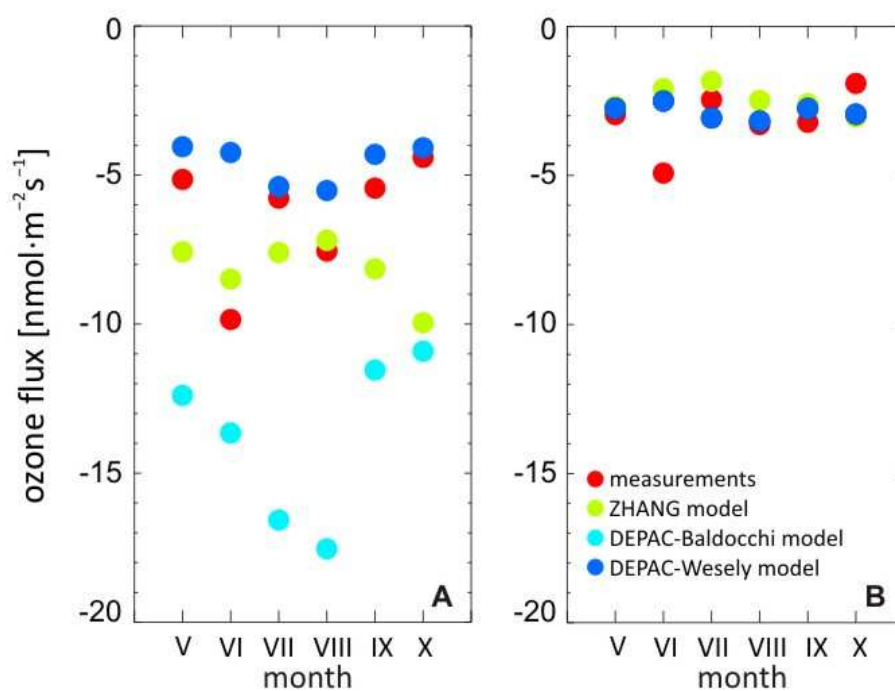 ozone flux [nmol·m⁻²s⁻¹]
0
-5
-10
-15
-20
A
V VI VII VIII IX X
month
0
-5
-10
-15
-20
measurements
ZHANG model
DEPAC-Baldocchi model
DEPAC-Wesely model
B
V VI VII VIII IX X
month